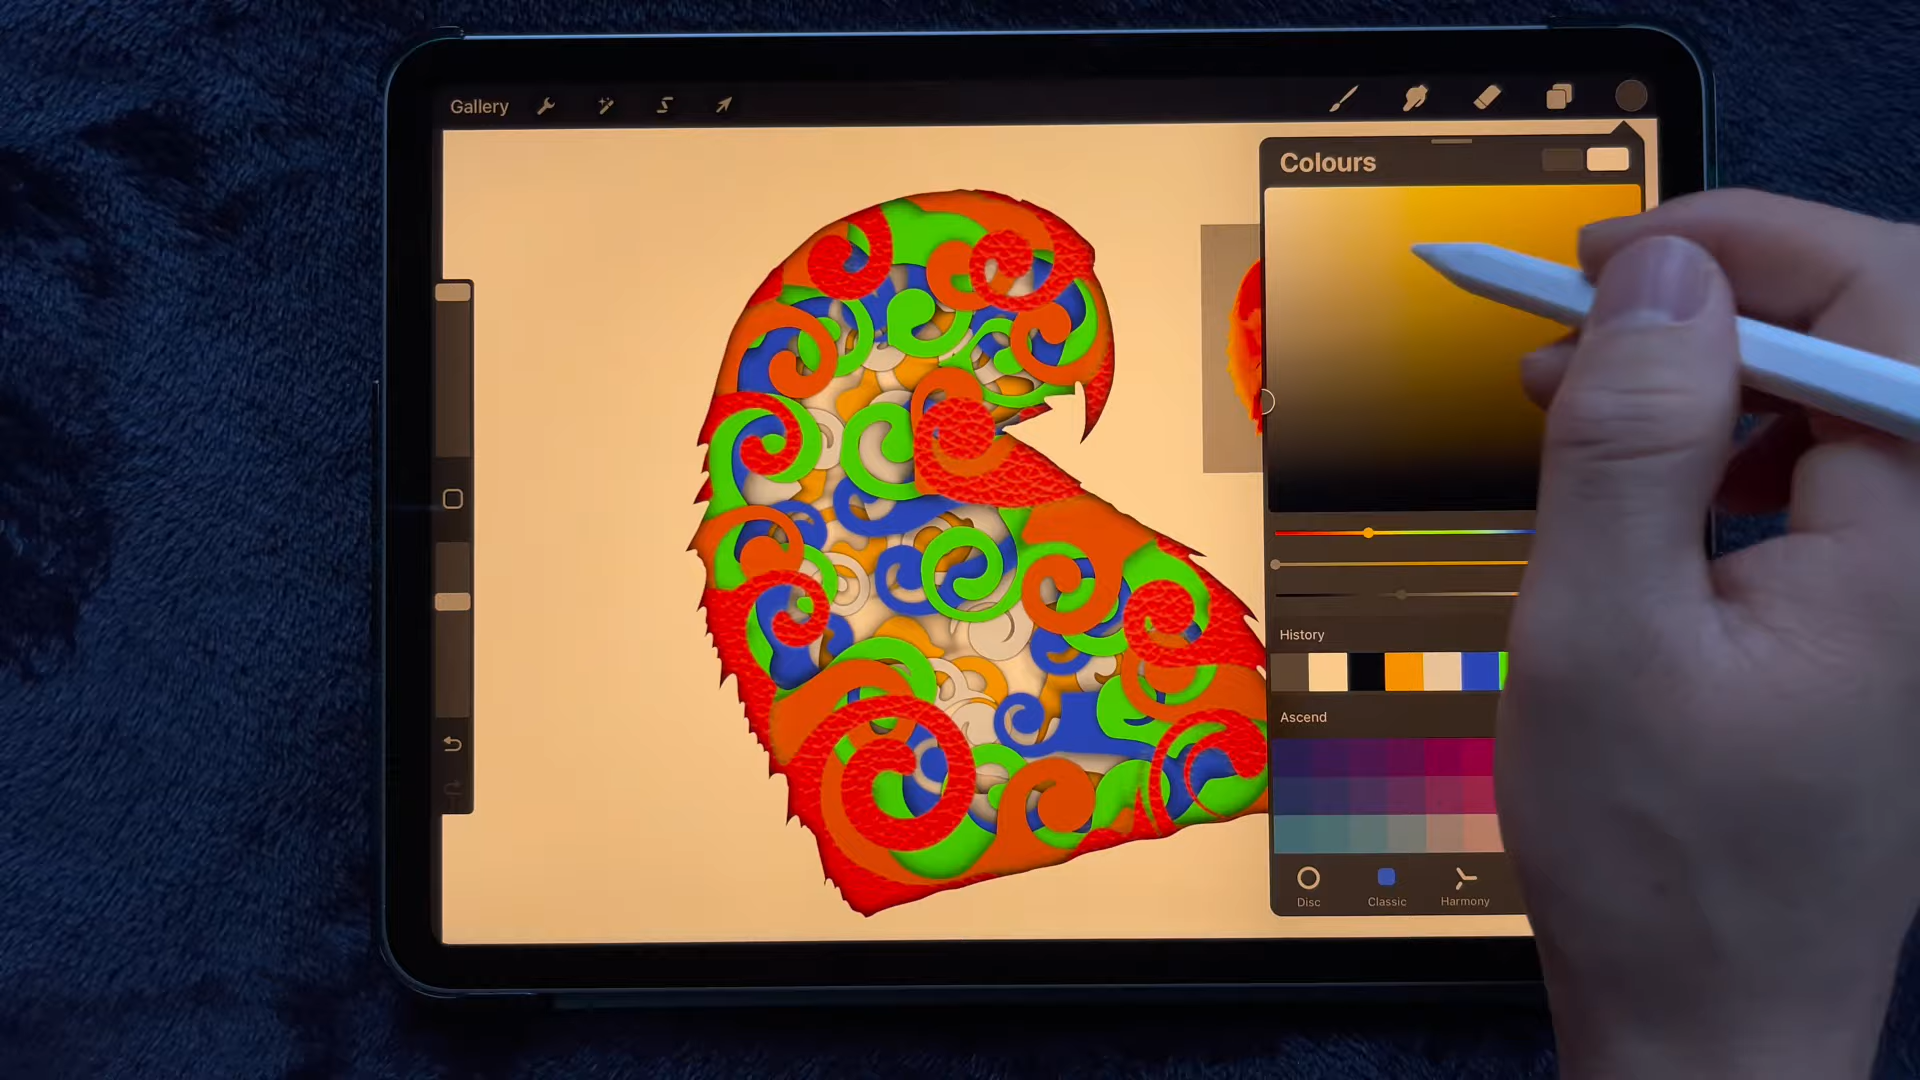 Gallery
Colours
History
Ascend
Disc
Classic
Harmony